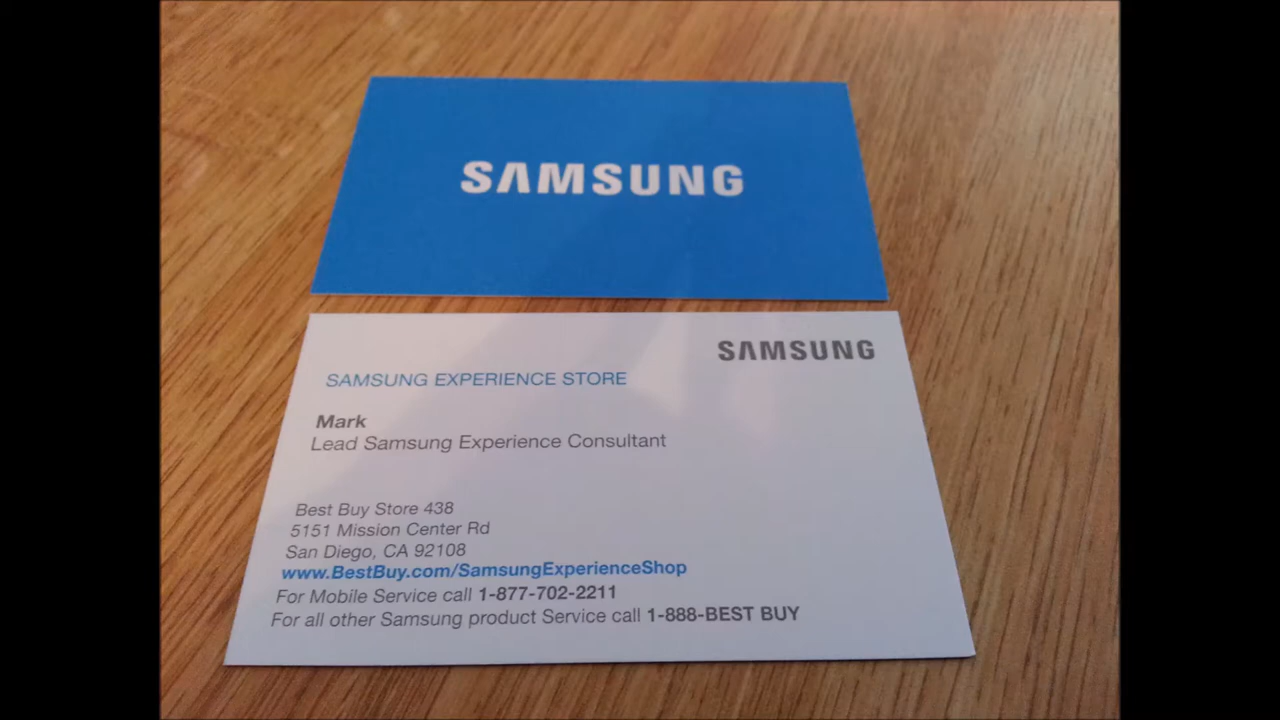 SAMSUNG
SAMSUNG
SAMSUNG EXPERIENCE STORE
Mark
Lead Samsung Experience Consultant
Best Buy Store 438
5151 Mission Center Rd
San Diego, CA 92108
www.BestBuy.com/SamsungExperienceShop
For Mobile Service call 1-877-702-2211
For all other Samsung product Service call 1-888-BEST BUY